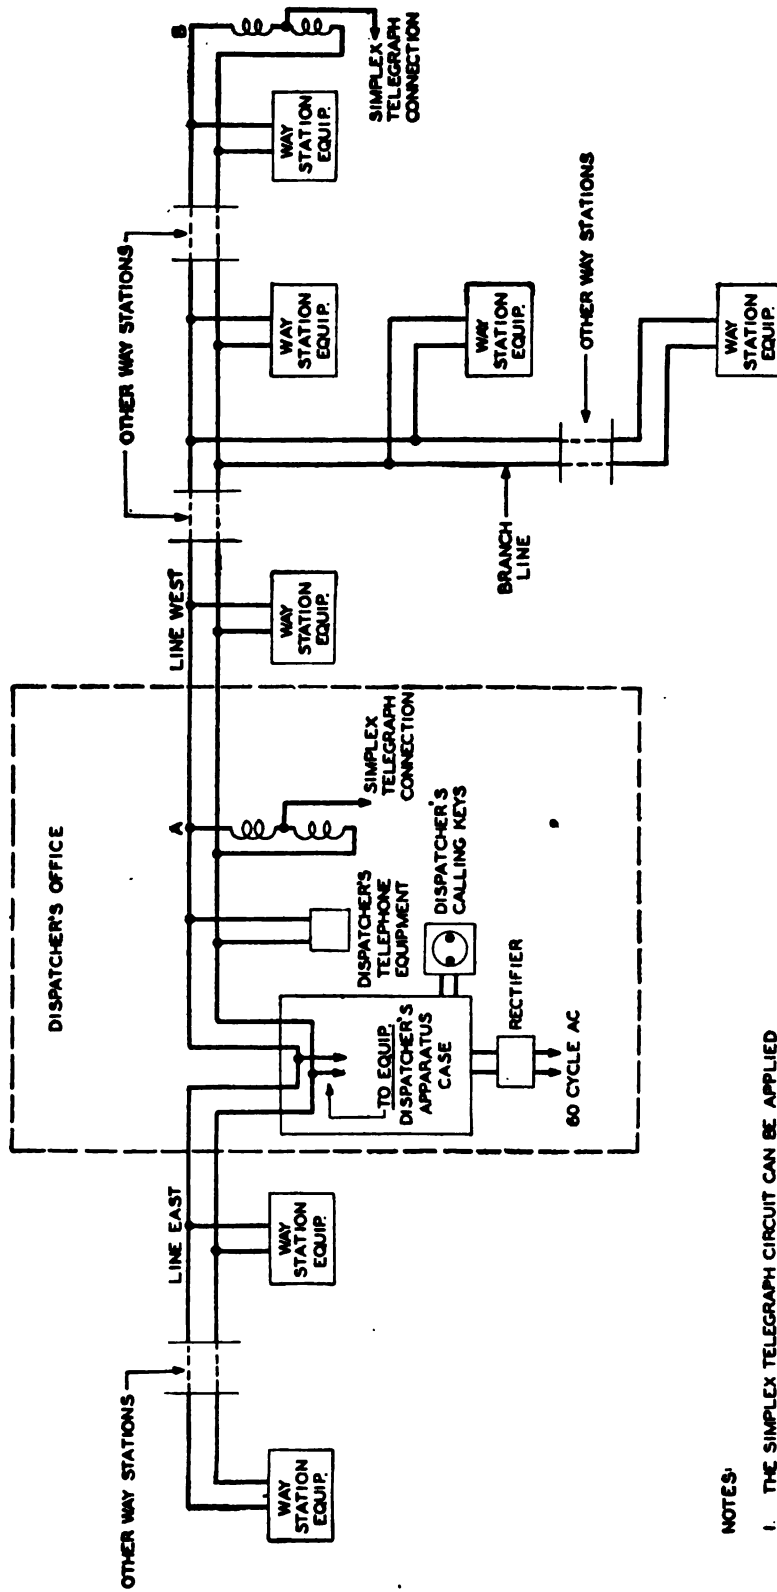 OTHER WAY STATIONS
WAY
STATION
EQUIP.
LINE EAST
WAY
STATION
EQUIP.
DISPATCHER'S OFFICE
TO EQUIP.
DISPATCHER'S
APPARATUS
CASE
RECTIFIER
60 CYCLE AC
DISPATCHER'S
CALLING KEYS
DISPATCHER'S
TELEPHONE
EQUIPMENT
A
SIMPLEX
TELEGRAPH
CONNECTION
LINE WEST
WAY
STATION
EQUIP.
OTHER WAY STATIONS
WAY
STATION
EQUIP.
BRANCH
LINE
WAY
STATION
EQUIP.
OTHER WAY STATIONS
WAY
STATION
EQUIP.
WAY
STATION
EQUIP.
B
SIMPLEX
TELEGRAPH
CONNECTION
NOTES:
1. THE SIMPLEX TELEGRAPH CIRCUIT CAN BE APPLIED